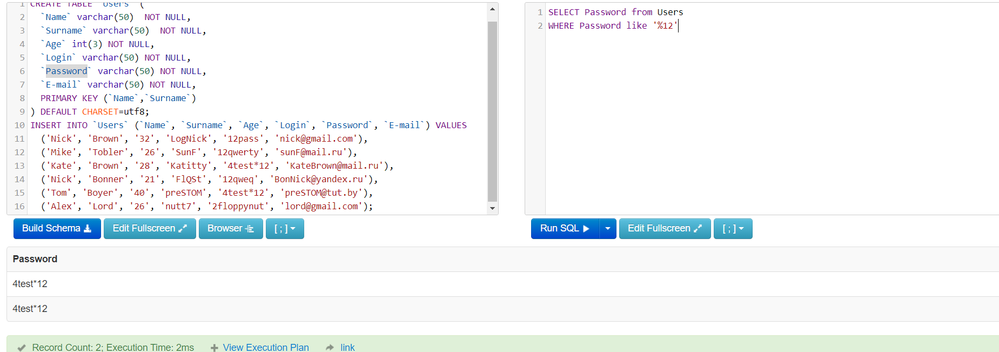 1 CREATE TABLE `Users` (
2 `Name` varchar(50) NOT NULL,
3 `Surname` varchar(50) NOT NULL,
4 `Age` int(3) NOT NULL,
5 `Login` varchar(50) NOT NULL,
6 `Password` varchar(50) NOT NULL,
7 `E-mail` varchar(50) NOT NULL,
8 PRIMARY KEY (`Name`,`Surname`)
9 ) DEFAULT CHARSET=utf8;
10 INSERT INTO `Users` (`Name`, `Surname`, `Age`, `Login`, `Password`, `E-mail`) VALUES
11 ('Nick', 'Brown', '32', 'LogNick', '12pass', 'nick@gmail.com'),
12 ('Mike', 'Tobler', '26', 'SunF', '12qwerty', 'sunF@mail.ru'),
13 ('Kate', 'Brown', '28', 'Katitty', '4test*12', 'KateBrown@mail.ru'),
14 ('Nick', 'Bonner', '21', 'FlQSt', '12qweq', 'BonNick@yandex.ru'),
15 ('Tom', 'Boyer', '40', 'preSTOM', '4test*12', 'preSTOM@tut.by'),
16 ('Alex', 'Lord', '26', 'nutt7', '2floppynut', 'lord@gmail.com');
Build Schema Edit Fullscreen Browser [ ; ]
1 SELECT Password from Users
2 WHERE Password like '%12'
Run SQL Edit Fullscreen [ ; ]
Password
4test*12
4test*12
Record Count: 2; Execution Time: 2ms View Execution Plan link